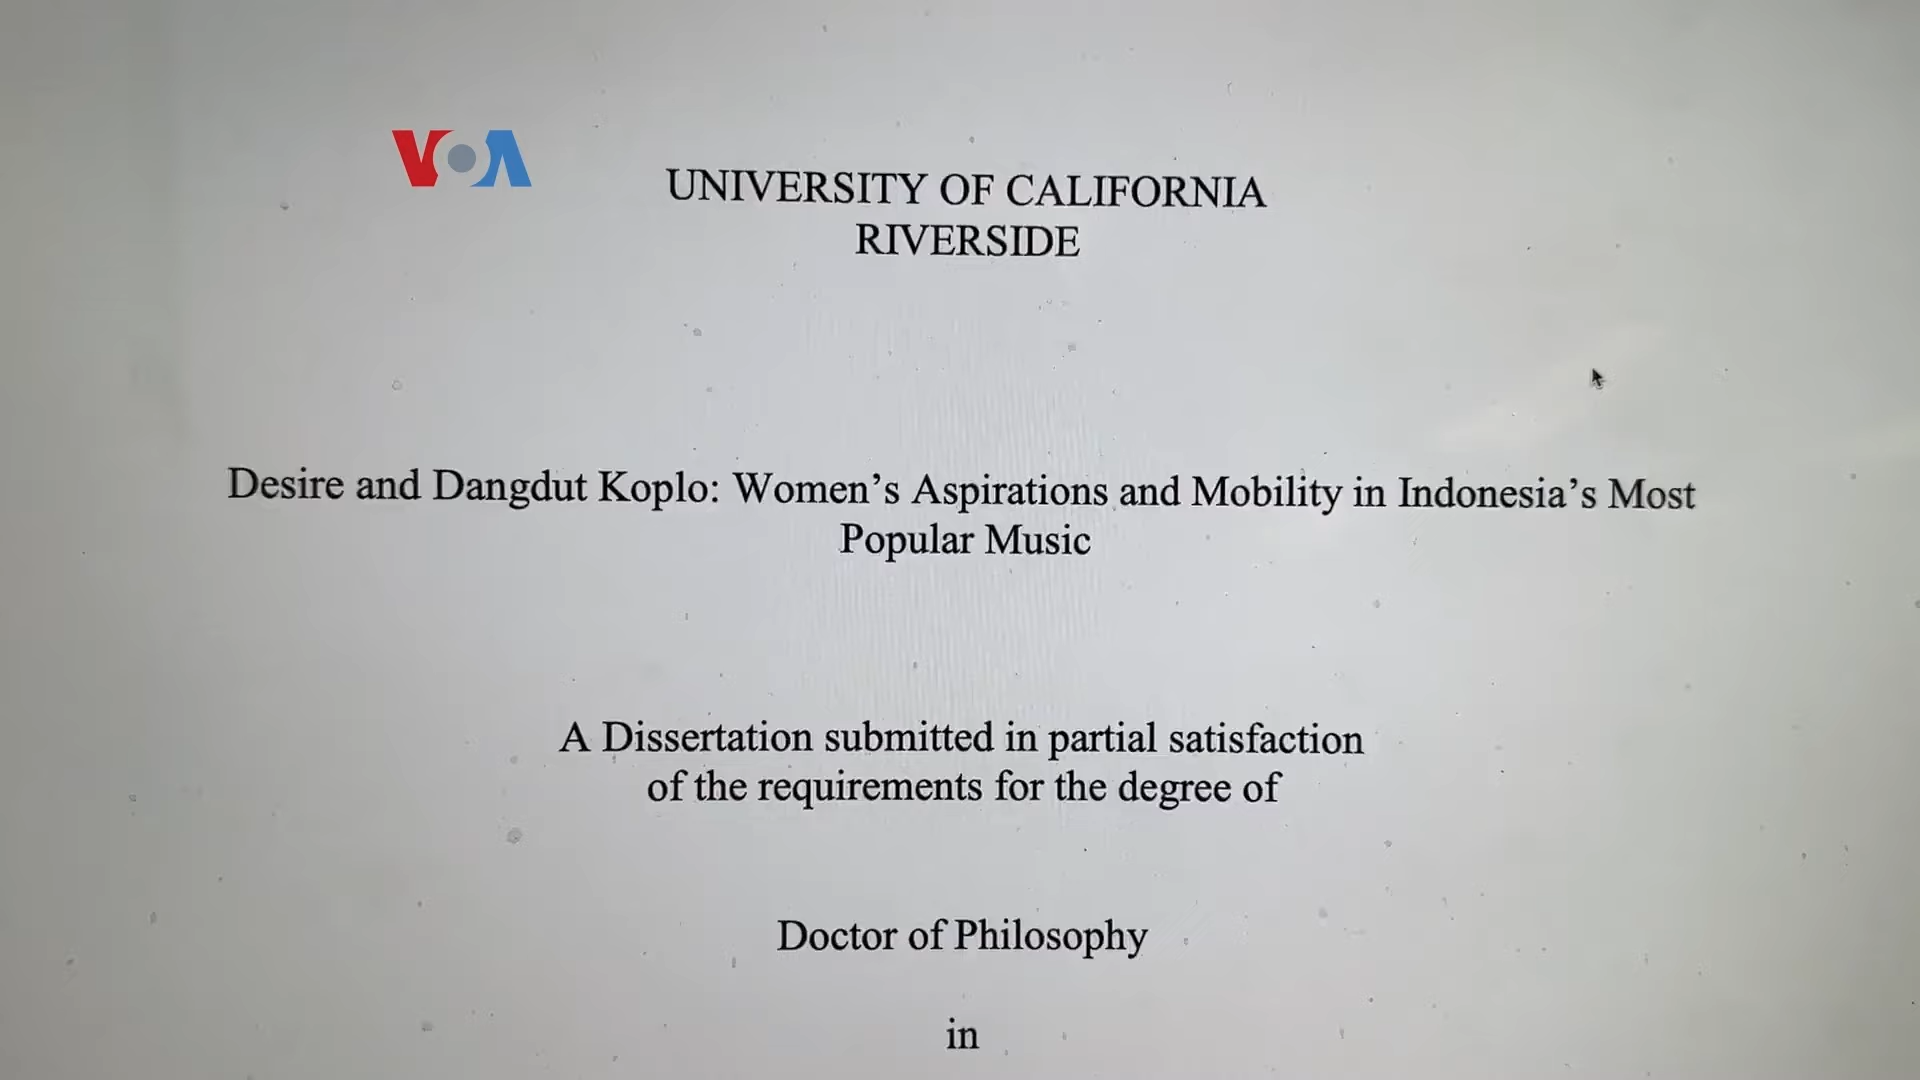 VOA
UNIVERSITY OF CALIFORNIA
RIVERSIDE
Desire and Dangdut Koplo: Women’s Aspirations and Mobility in Indonesia’s Most
Popular Music
A Dissertation submitted in partial satisfaction
of the requirements for the degree of
Doctor of Philosophy
in